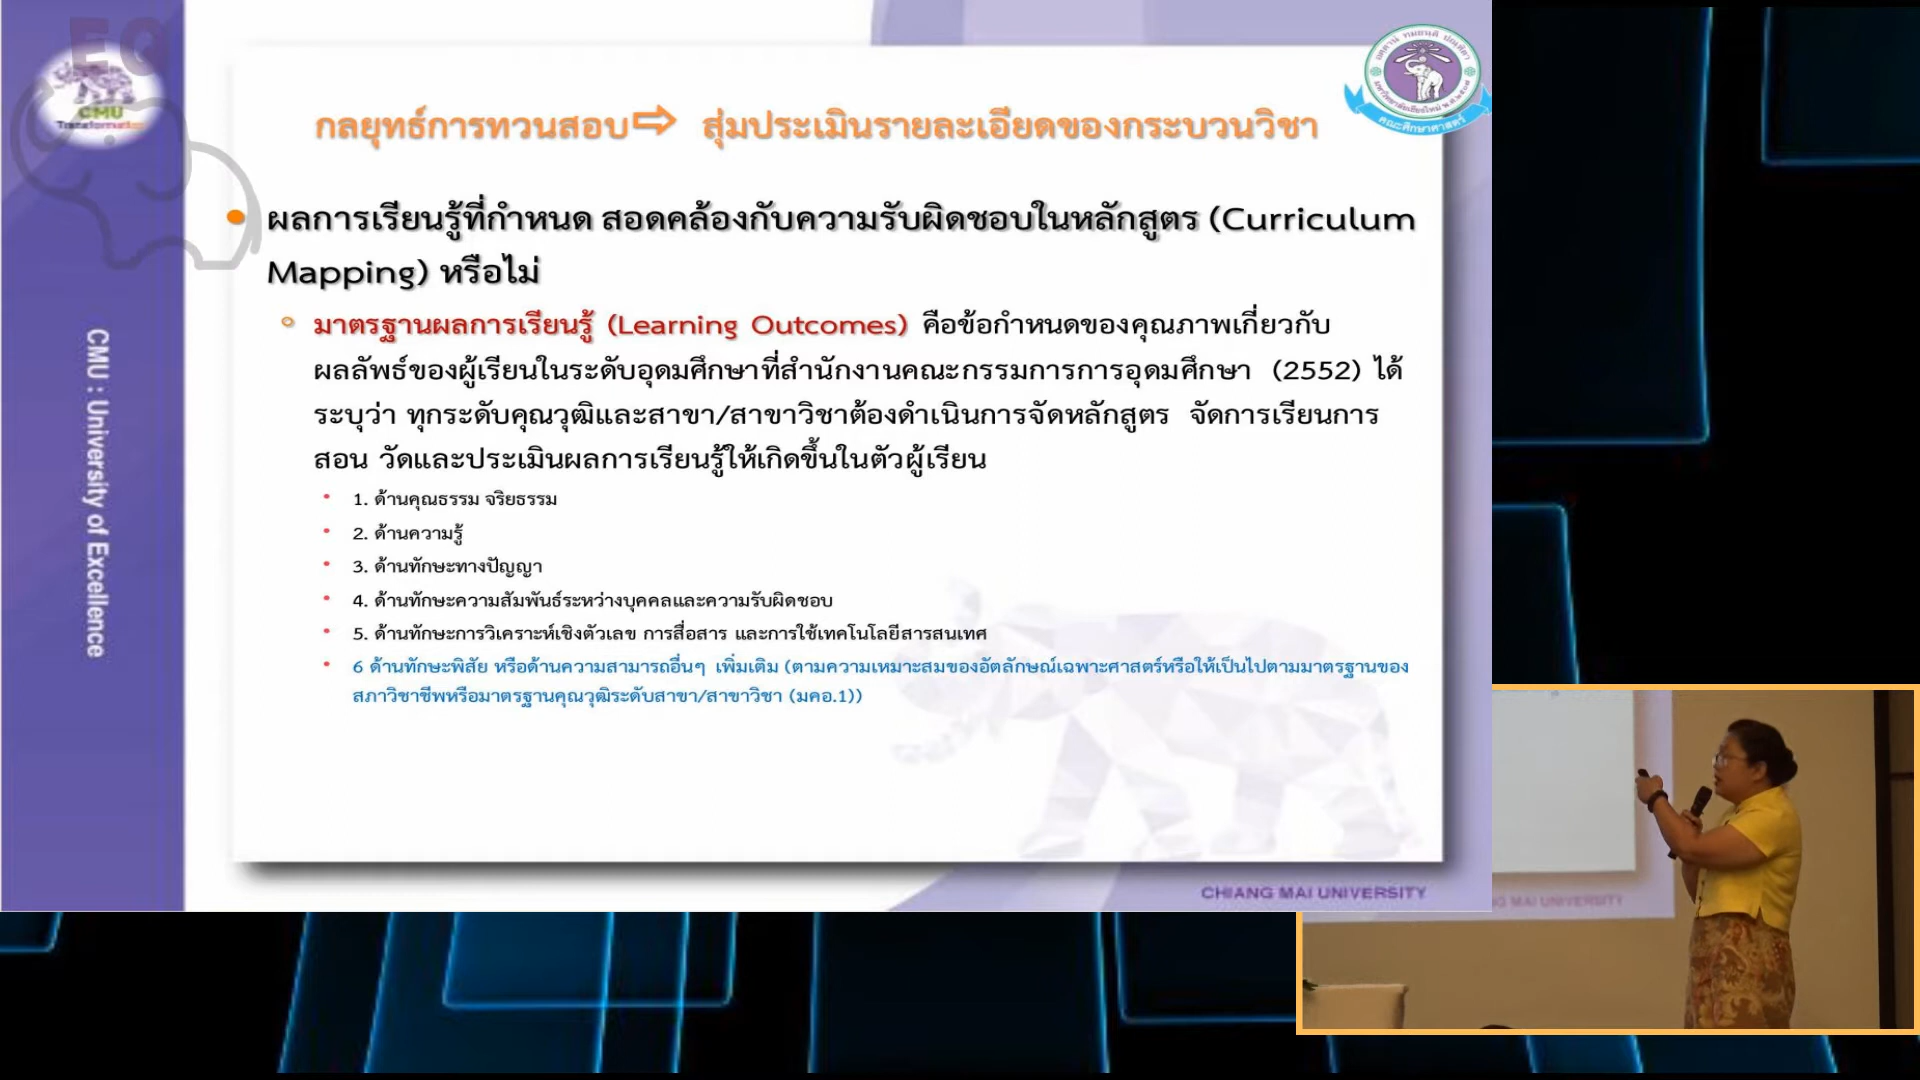 EQ
CMU
Transformation
CMU : University of Excellence
คณะศึกษาศาสตร์
กลยุทธ์การทวนสอบ⇨ สุ่มประเมินรายละเอียดของกระบวนวิชา
• ผลการเรียนรู้ที่กำหนด สอดคล้องกับความรับผิดชอบในหลักสูตร (Curriculum
Mapping) หรือไม่
มาตรฐานผลการเรียนรู้ (Learning Outcomes) คือข้อกำหนดของคุณภาพเกี่ยวกับ
ผลลัพธ์ของผู้เรียนในระดับอุดมศึกษาที่สำนักงานคณะกรรมการการอุดมศึกษา (2552) ได้
ระบุว่า ทุกระดับคุณวุฒิและสาขา/สาขาวิชาต้องดำเนินการจัดหลักสูตร จัดการเรียนการ
สอน วัดและประเมินผลการเรียนรู้ให้เกิดขึ้นในตัวผู้เรียน
• 1. ด้านคุณธรรม จริยธรรม
• 2. ด้านความรู้
• 3. ด้านทักษะทางปัญญา
• 4. ด้านทักษะความสัมพันธ์ระหว่างบุคคลและความรับผิดชอบ
• 5. ด้านทักษะการวิเคราะห์เชิงตัวเลข การสื่อสาร และการใช้เทคโนโลยีสารสนเทศ
• 6 ด้านทักษะพิสัย หรือด้านความสามารถอื่นๆ เพิ่มเติม (ตามความเหมาะสมของอัตลักษณ์เฉพาะศาสตร์หรือให้เป็นไปตามมาตรฐานของ
สภาวิชาชีพหรือมาตรฐานคุณวุฒิระดับสาขา/สาขาวิชา (มคอ.1))
CHIANG MAI UNIVERSITY
MAI UNIVERSITY